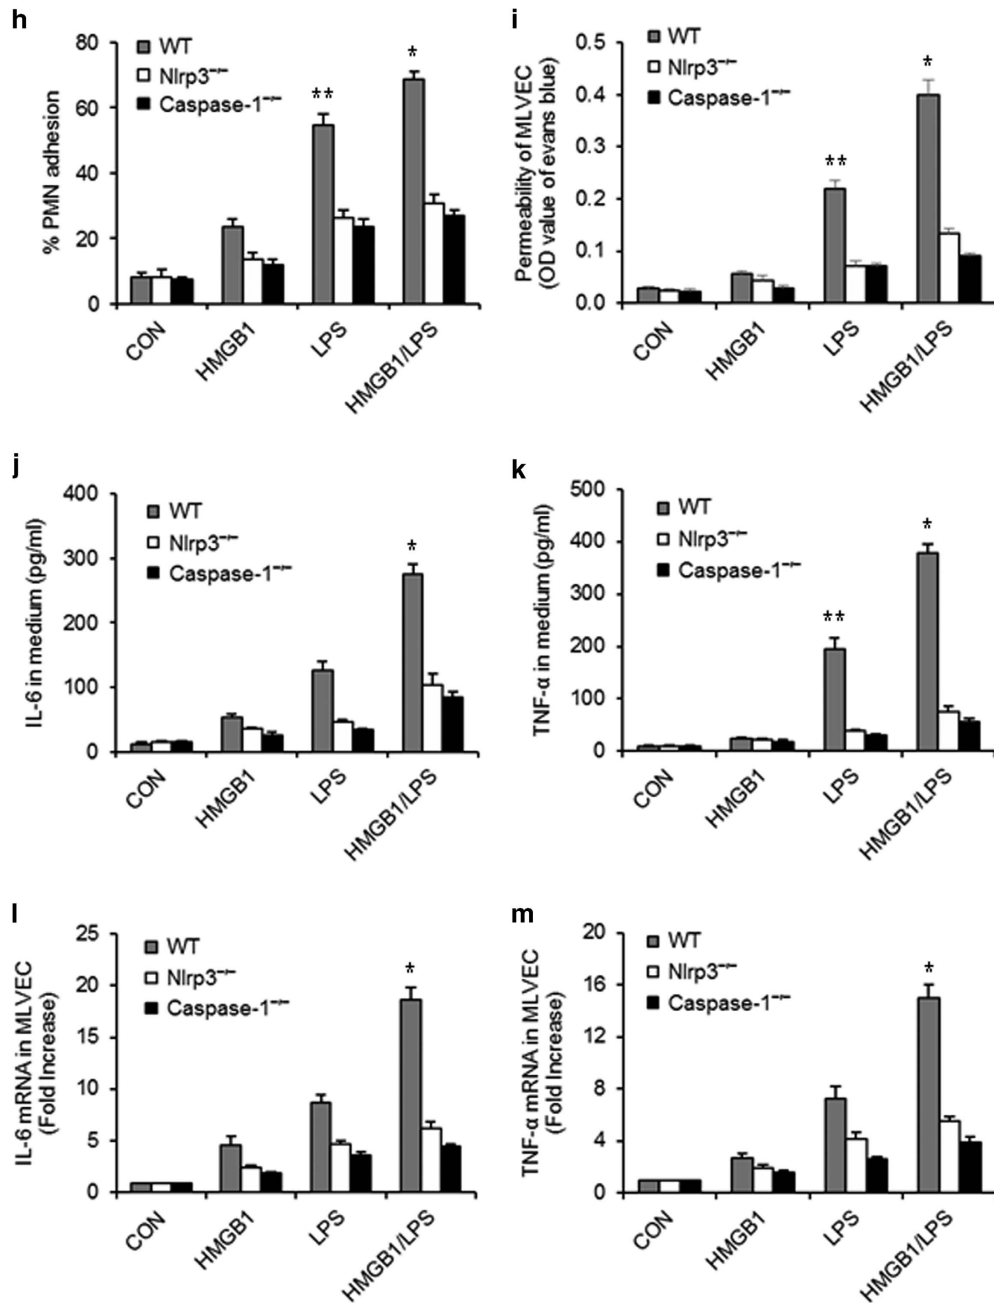 h
% PMN adhesion
80
60
40
20
0
WT
Nlrp3⁻/⁻
Caspase-1⁻/⁻
**
*
CON
HMGB1
LPS
HMGB1/LPS
i
Permeability of MLVEC
(OD value of evans blue)
0.5
0.4
0.3
0.2
0.1
0.0
WT
Nlrp3⁻/⁻
Caspase-1⁻/⁻
**
*
CON
HMGB1
LPS
HMGB1/LPS
j
IL-6 in medium (pg/ml)
400
300
200
100
0
WT
Nlrp3⁻/⁻
Caspase-1⁻/⁻
*
CON
HMGB1
LPS
HMGB1/LPS
k
TNF-α in medium (pg/ml)
500
400
300
200
100
0
WT
Nlrp3⁻/⁻
Caspase-1⁻/⁻
**
*
CON
HMGB1
LPS
HMGB1/LPS
l
IL-6 mRNA in MLVEC
(Fold Increase)
25
20
15
10
5
0
WT
Nlrp3⁻/⁻
Caspase-1⁻/⁻
*
CON
HMGB1
LPS
HMGB1/LPS
m
TNF-α mRNA in MLVEC
(Fold Increase)
20
16
12
8
4
0
WT
Nlrp3⁻/⁻
Caspase-1⁻/⁻
*
CON
HMGB1
LPS
HMGB1/LPS